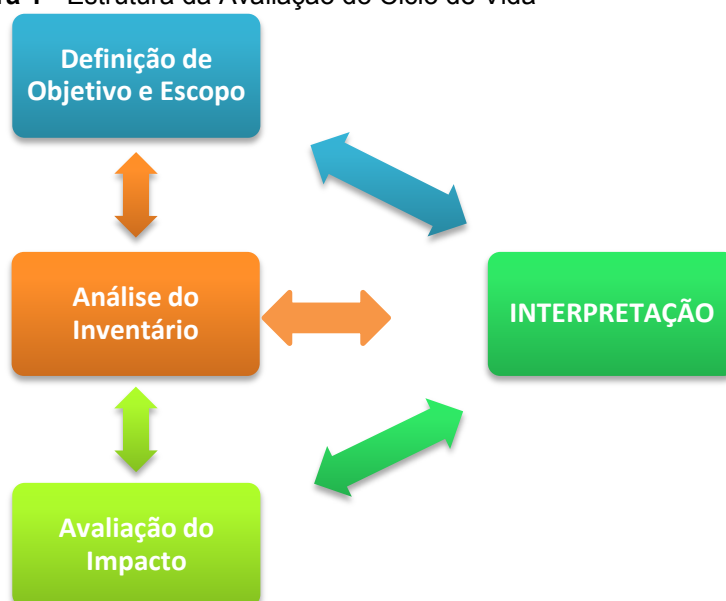 Estrutura da Avaliação do Ciclo de Vida
Definição de
Objetivo e Escopo
Análise do
Inventário
INTERPRETAÇÃO
Avaliação do
Impacto